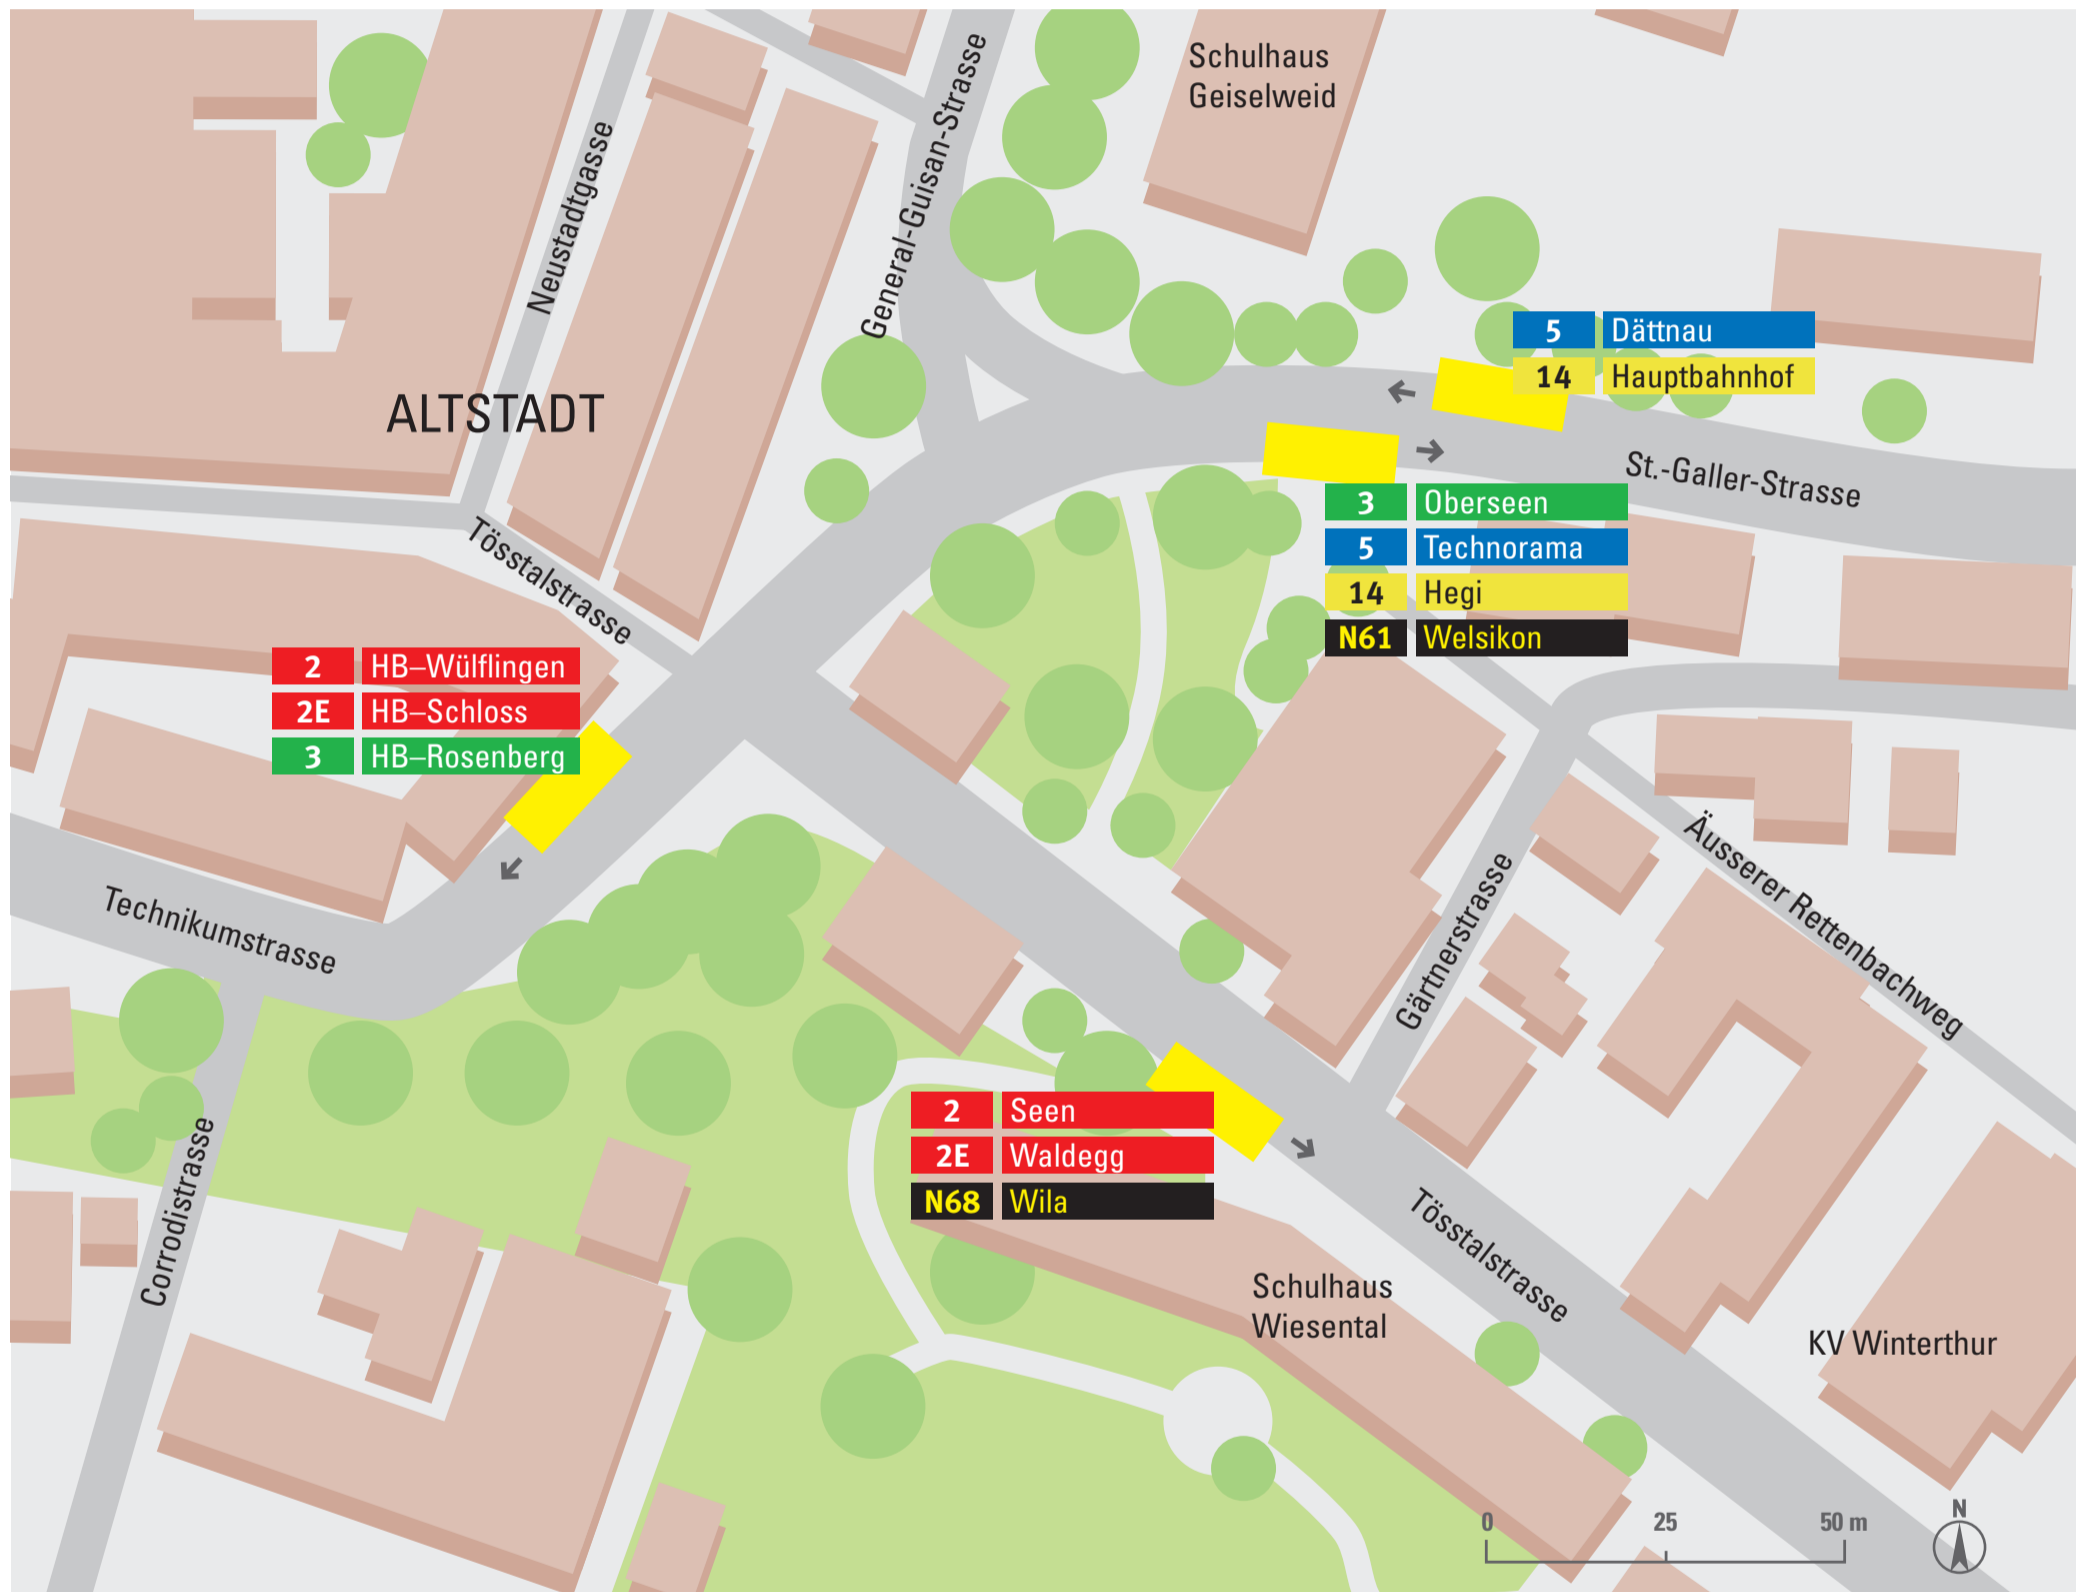 Schulhaus
Geiselweid
General-Guisan-Strasse
Neustadtgasse
5 Dättnau
14 Hauptbahnhof
ALTSTADT
St.-Galler-Strasse
3 Oberseen
5 Technorama
14 Hegi
N61 Welsikon
Tösstalstrasse
2 HB–Wülflingen
2E HB–Schloss
3 HB–Rosenberg
Äusserer Rettenbachweg
Gärtnerstrasse
Technikumstrasse
2 Seen
2E Waldegg
N68 Wila
Corrodistrasse
Tösstalstrasse
Schulhaus
Wiesental
KV Winterthur
0 25 50 m
N